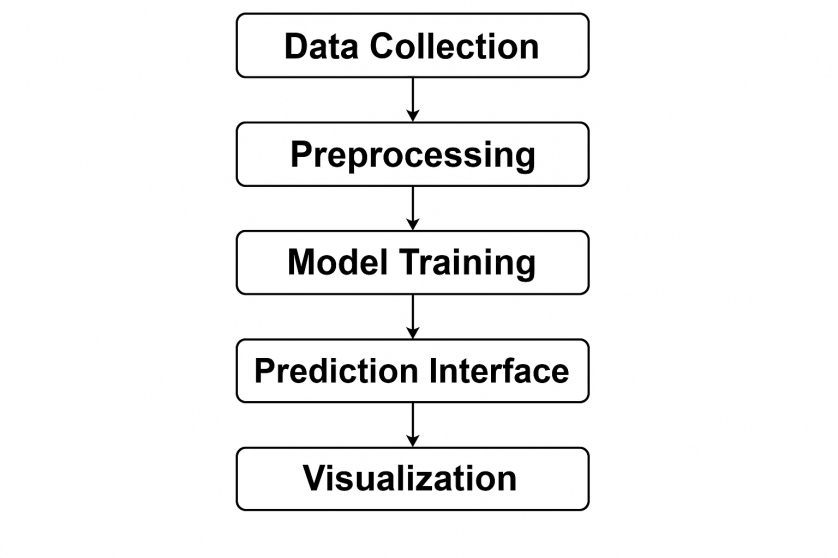 Data Collection
Preprocessing
Model Training
Prediction Interface
Visualization